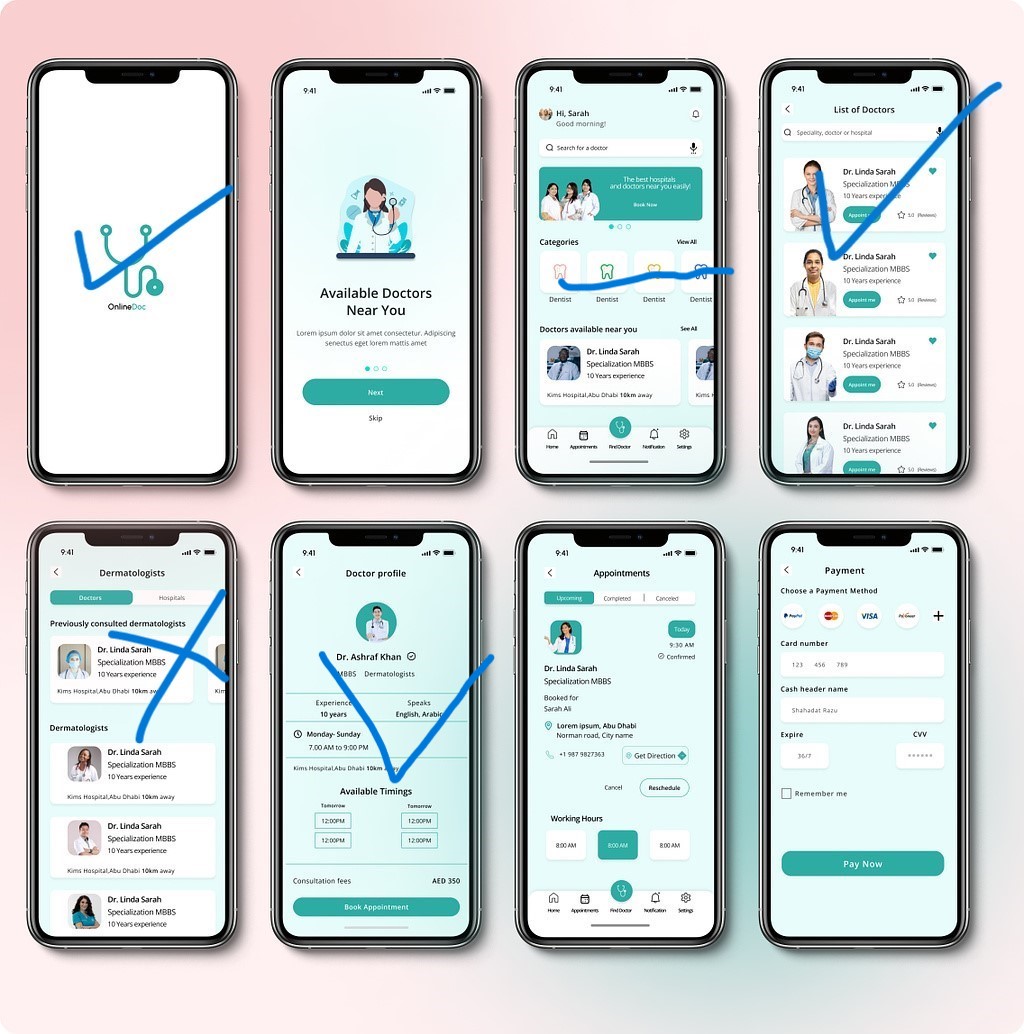 OnlineDoc
9:41
Available Doctors
Near You
Lorem ipsum dolor sit amet consectetur. Adipiscing
senectus eget lorem mattis amet
Next
Skip
9:41
Hi, Sarah
Good morning!
Search for a doctor
The best hospitals
and doctors near you easily!
Book Now
Categories View All
Dentist Dentist Dentist Dentist
Doctors available near you See All
Dr. Linda Sarah
Specialization MBBS
10 Years experience
Kims Hospital,Abu Dhabi 10km away Kims
Home Appointments Find Doctor Notification Settings
9:41
List of Doctors
Speciality, doctor or hospital
Dr. Linda Sarah
Specialization MBBS
10 Years experience
Appoint me 5.0 (Reviews)
Dr. Linda Sarah
Specialization MBBS
10 Years experience
Appoint me 5.0 (Reviews)
Dr. Linda Sarah
Specialization MBBS
10 Years experience
Appoint me 5.0 (Reviews)
Dr. Linda Sarah
Specialization MBBS
10 Years experience
Appoint me 5.0 (Reviews)
9:41
Dermatologists
Doctors Hospitals
Previously consulted dermatologists
Dr. Linda Sarah
Specialization MBBS
10 Years experience
Kims Hospital,Abu Dhabi 10km away Kims
Dermatologists
Dr. Linda Sarah
Specialization MBBS
10 Years experience
Kims Hospital,Abu Dhabi 10km away
Dr. Linda Sarah
Specialization MBBS
10 Years experience
Kims Hospital,Abu Dhabi 10km away
Dr. Linda Sarah
Specialization MBBS
10 Years experience
9:41
Doctor profile
Dr. Ashraf Khan
MBBS Dermatologists
Experience Speaks
10 years English, Arabic
Monday- Sunday
7.00 AM to 9:00 PM
Kims Hospital,Abu Dhabi 10km away
Available Timings
Tomorrow Tomorrow
12:00PM 12:00PM
12:00PM 12:00PM
Consultation fees AED 350
Book Appointment
9:41
Appointments
Upcoming Completed Canceled
Today
9:30 AM
Confirmed
Dr. Linda Sarah
Specialization MBBS
Booked for
Sarah Ali
Lorem ipsum, Abu Dhabi
Norman road, City name
+1 987 9827363 Get Direction
Cancel Reschedule
Working Hours
8:00 AM 8:00 AM 8:00 AM
Home Appointments Find Doctor Notification Settings
9:41
Payment
Choose a Payment Method
PayPal MasterCard VISA
Card number
123 456 789
Cash header name
Shahadat Razu
Expire CVV
36/7 ******
Remember me
Pay Now